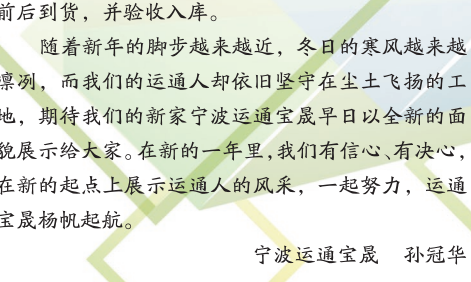 前后到货，并验收入库。
随着新年的脚步越来越近，冬日的寒风越来越
凛冽，而我们的运通人却依旧坚守在尘土飞扬的工
地，期待我们的新家宁波运通宝晟早日以全新的面
貌展示给大家。在新的一年里，我们有信心、有决心，
在新的起点上展示运通人的风采，一起努力，运通
宝晟杨帆起航。
宁波运通宝晟　孙冠华